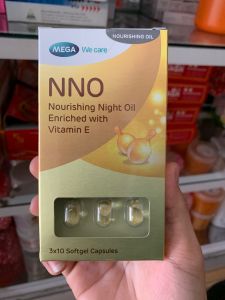 NOURISHING OIL
MEGA We care
NNO
Nourishing Night Oil
Enriched with
Vitamin E
3x10 Softgel Capsules